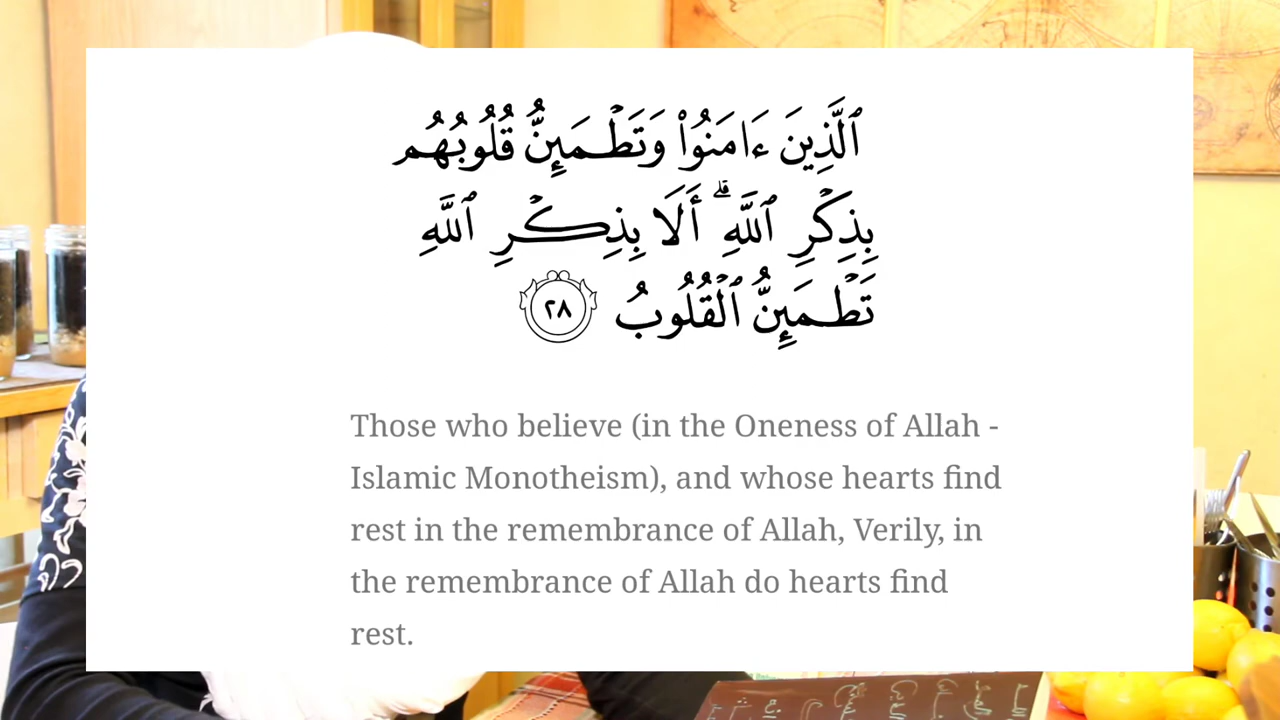 ٱلَّذِينَ ءَامَنُوا۟ وَتَطْمَئِنُّ قُلُوبُهُم
بِذِكْرِ ٱللَّهِ ۗ أَلَا بِذِكْرِ ٱللَّهِ
تَطْمَئِنُّ ٱلْقُلُوبُ ٢٨
Those who believe (in the Oneness of Allah -
Islamic Monotheism), and whose hearts find
rest in the remembrance of Allah, Verily, in
the remembrance of Allah do hearts find
rest.